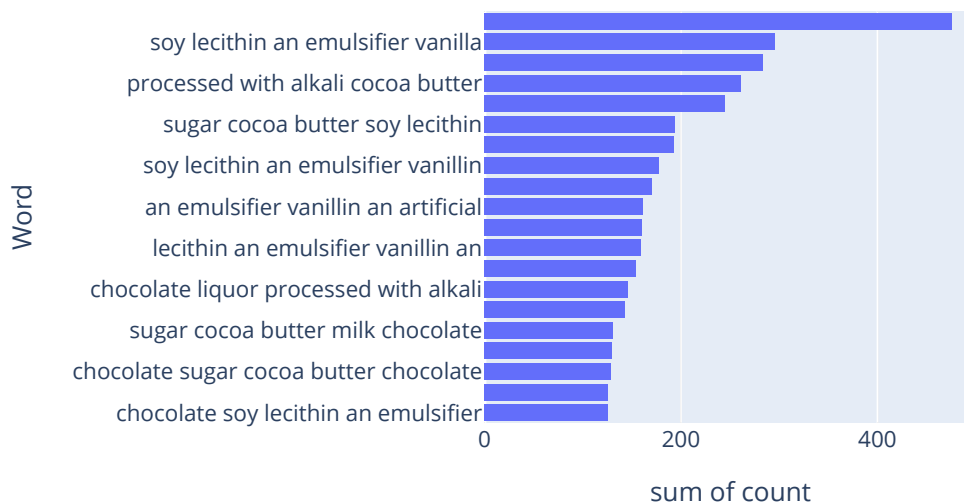 soy lecithin an emulsifier vanilla
processed with alkali cocoa butter
sugar cocoa butter soy lecithin
soy lecithin an emulsifier vanillin
an emulsifier vanillin an artificial
lecithin an emulsifier vanillin an
chocolate liquor processed with alkali
sugar cocoa butter milk chocolate
chocolate sugar cocoa butter chocolate
chocolate soy lecithin an emulsifier
Word
0 200 400
sum of count